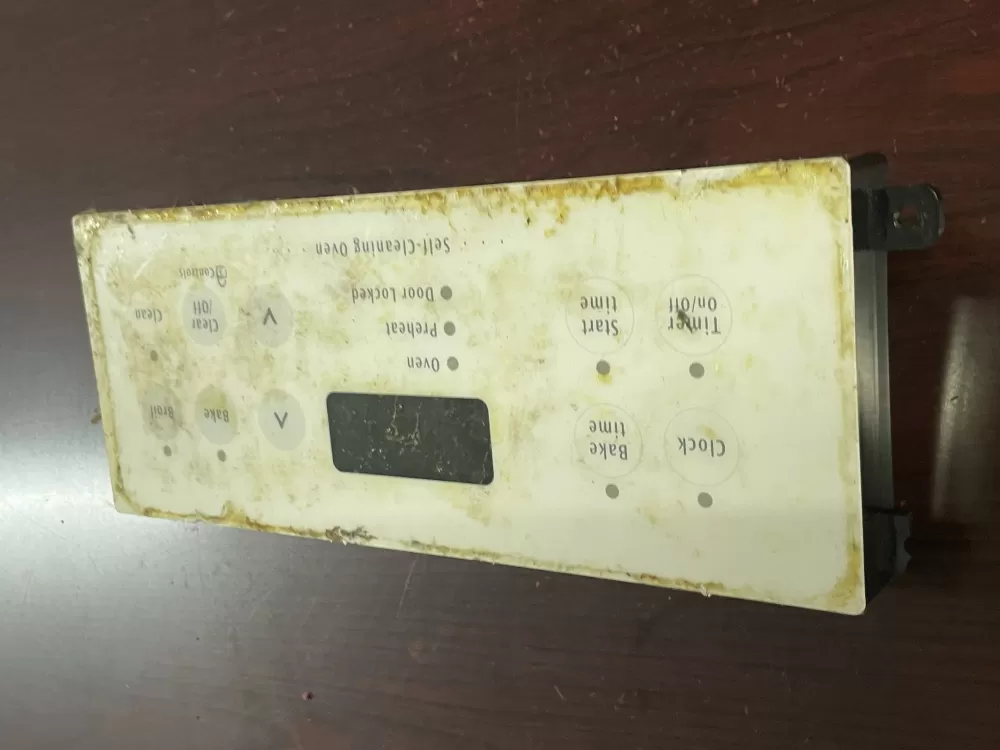 Clock
Bake
time
^
Bake
Broil
Oven
Preheat
Door Locked
Timer
On/Off
Start
time
v
Clear
/Off
Clean
Controls
Self-Cleaning Oven